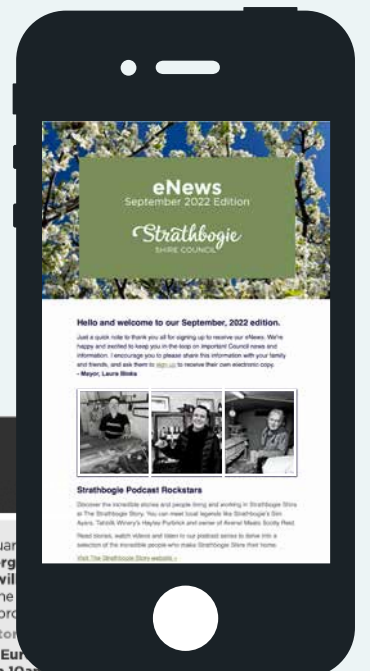 eNews
September 2022 Edition
Strathbogie
SHIRE COUNCIL
Hello and welcome to our September, 2022 edition.
Just a quick note to thank you all for signing up to receive our eNews. We're
happy and excited to keep you in the loop on important Council news and
information. I encourage you to please share this information with your family
and friends, and ask them to sign up to receive their own electronic copy.
- Mayor, Laura Binks
Strathbogie Podcast Rockstars
Discover the incredible stories and people living and working in Strathbogie Shire
at The Strathbogie Story. You can meet local legends like Strathbogie's Sim
Ayers, Tahbilk Winery's Hayley Purbrick and owner of Avenel Meats Scotty Reid.
Read stories, watch videos and listen to our podcast series to delve into a
selection of the incredible people who make Strathbogie Shire their home.
Visit The Strathbogie Story website »